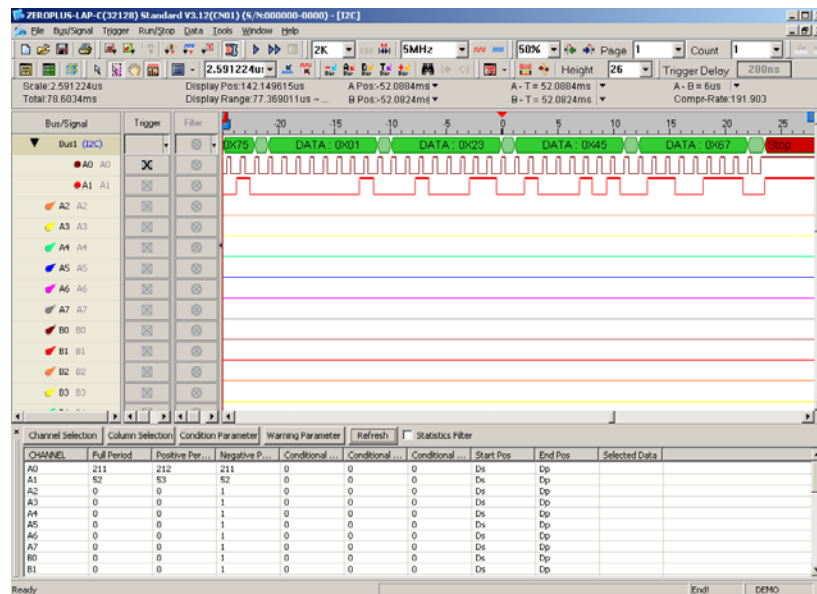 ZEROPLUS-LAP-C(32128) Standard V3.12(CN01) (S/N:000000-0000) - [I2C]
File Bus/Signal Trigger Run/Stop Data Tools Window Help
2K 5MHz 50% Page 1 Count 1
2.591224us Height 26 Trigger Delay 200ns
Scale:2.591224us Display Pos:142.149615us A Pos:-52.0884ms A - T = 52.0884ms A - B = 6us
Total:78.6034ms Display Range:77.369011us ~ ... B Pos:-52.0824ms B - T = 52.0824ms Compr-Rate:191.903
Bus/Signal Trigger Filter -20 -15 -10 -5 0 5 10 15 20 25
Bus1 (I2C) 0X75 DATA : 0X01 DATA : 0X23 DATA : 0X45 DATA : 0X67 Stop
A0 A0
A1 A1
A2 A2
A3 A3
A4 A4
A5 A5
A6 A6
A7 A7
B0 B0
B1 B1
B2 B2
B3 B3
Channel Selection Column Selection Condition Parameter Warning Parameter Refresh Statistics Filter
CHANNEL Full Period Positive Per... Negative P... Conditional ... Conditional ... Conditional ... Start Pos End Pos Selected Data
A0 211 212 211 0 0 0 Ds Dp
A1 52 53 52 0 0 0 Ds Dp
A2 0 0 1 0 0 0 Ds Dp
A3 0 0 1 0 0 0 Ds Dp
A4 0 0 1 0 0 0 Ds Dp
A5 0 0 1 0 0 0 Ds Dp
A6 0 0 1 0 0 0 Ds Dp
A7 0 0 1 0 0 0 Ds Dp
B0 0 0 1 0 0 0 Ds Dp
B1 0 0 1 0 0 0 Ds Dp
Ready End! DEMO